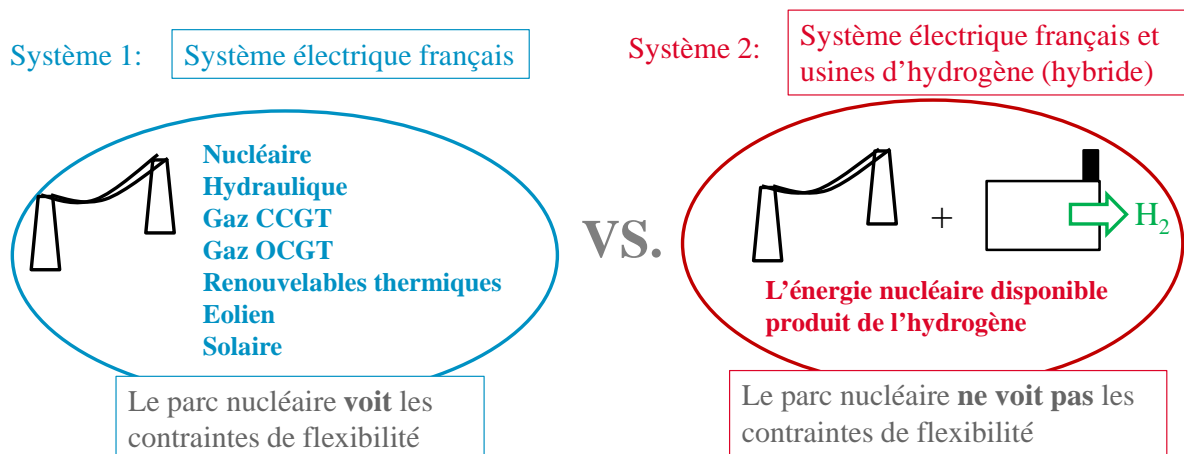 Système 1:
Système électrique français
Nucléaire
Hydraulique
Gaz CCGT
Gaz OCGT
Renouvelables thermiques
Eolien
Solaire
Le parc nucléaire voit les
contraintes de flexibilité
VS.
Système 2:
Système électrique français et
usines d’hydrogène (hybride)
+
H₂
L’énergie nucléaire disponible
produit de l’hydrogène
Le parc nucléaire ne voit pas les
contraintes de flexibilité